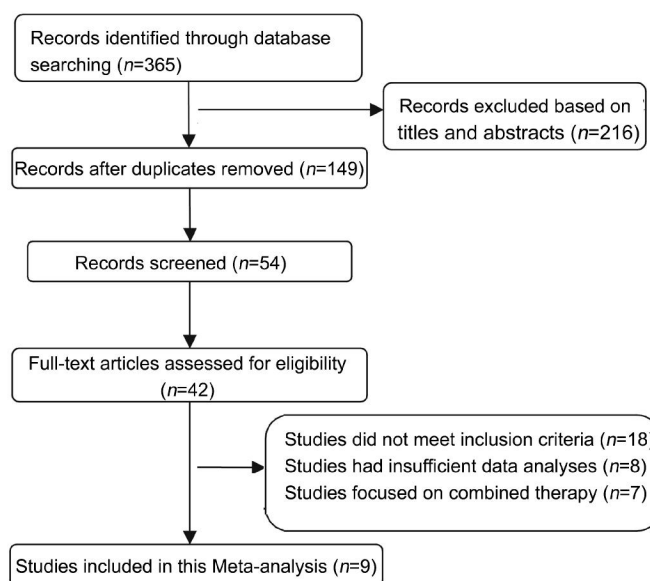 Records identified through database
searching (n=365)
Records excluded based on
titles and abstracts (n=216)
Records after duplicates removed (n=149)
Records screened (n=54)
Full-text articles assessed for eligibility
(n=42)
Studies did not meet inclusion criteria (n=18)
Studies had insufficient data analyses (n=8)
Studies focused on combined therapy (n=7)
Studies included in this Meta-analysis (n=9)